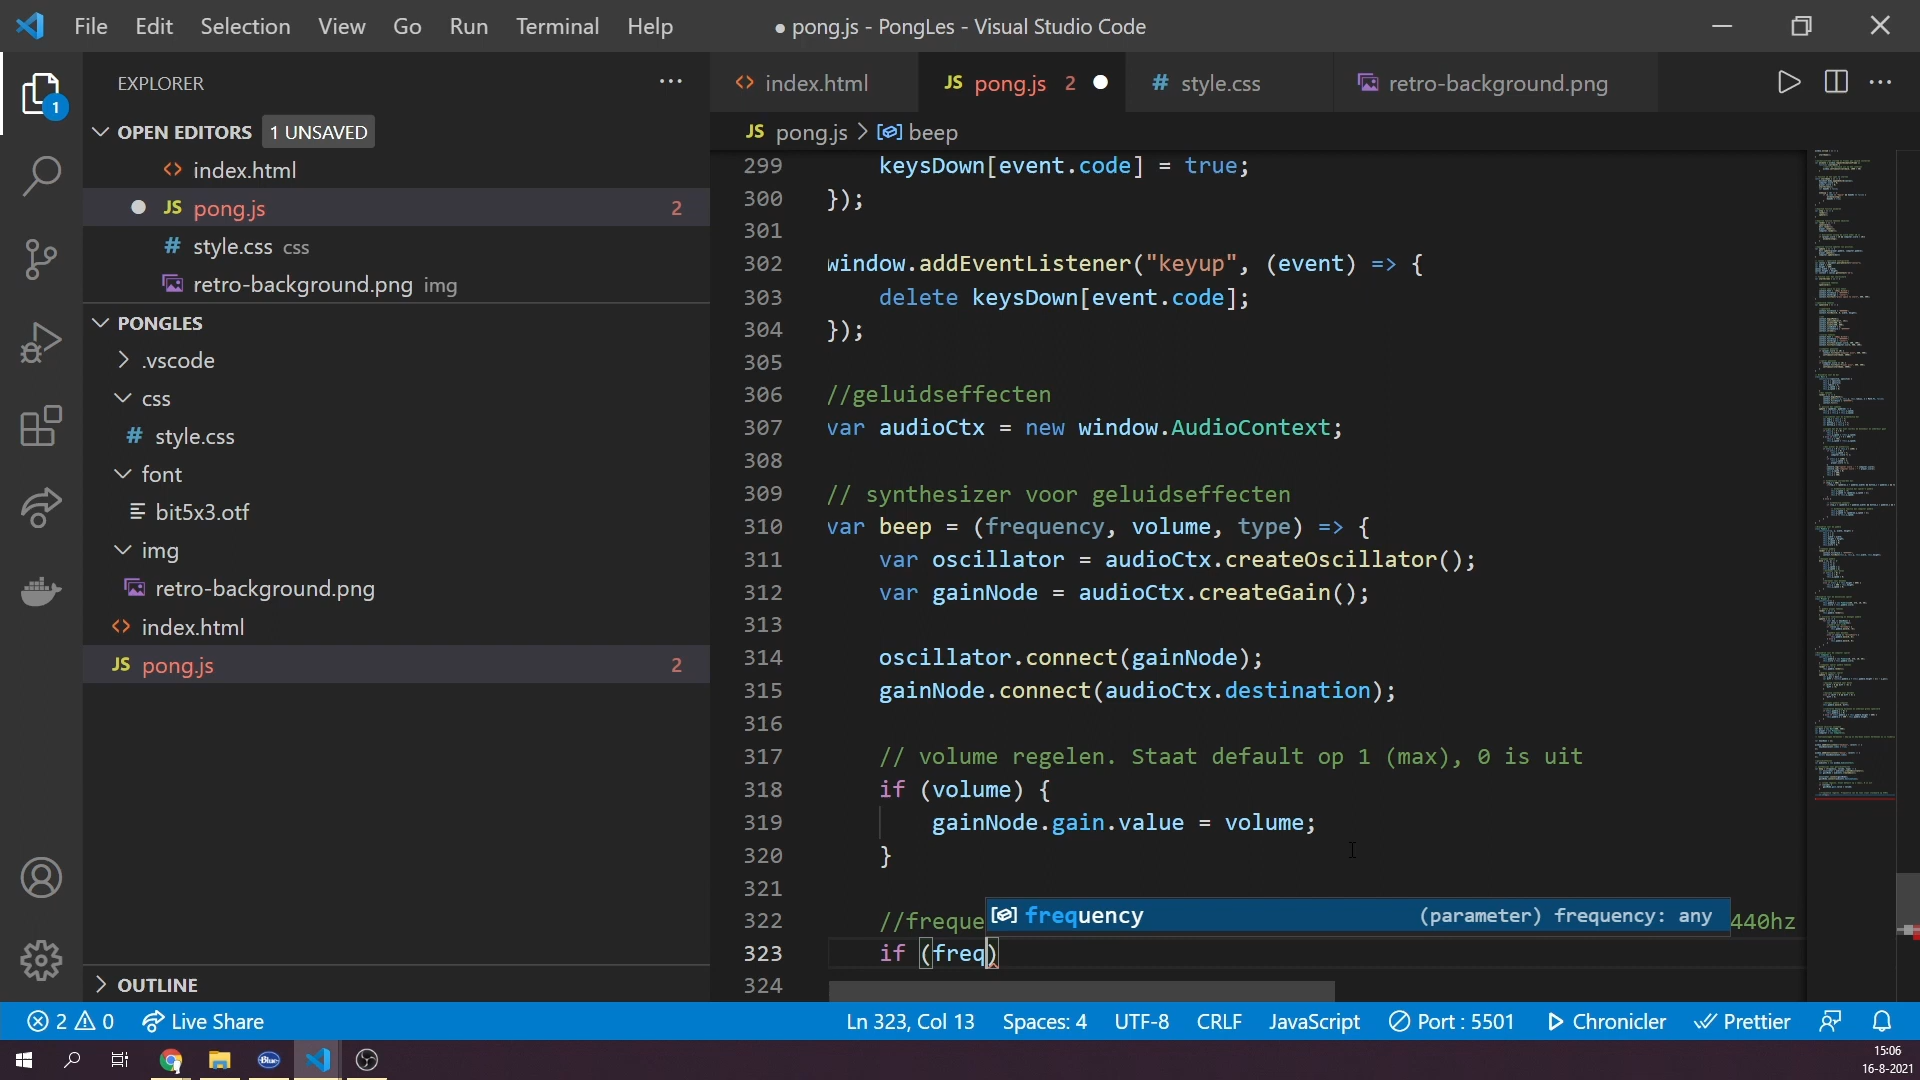 File Edit Selection View Go Run Terminal Help
● pong.js - PongLes - Visual Studio Code
EXPLORER
OPEN EDITORS 1 UNSAVED
index.html
JS pong.js 2
# style.css css
retro-background.png img
PONGLES
.vscode
css
# style.css
font
bit5x3.otf
img
retro-background.png
index.html
JS pong.js 2
OUTLINE
1
index.html
JS pong.js 2
# style.css
retro-background.png
JS pong.js > beep
299 keysDown[event.code] = true;
300 });
301
302 window.addEventListener("keyup", (event) => {
303 delete keysDown[event.code];
304 });
305
306 //geluidseffecten
307 var audioCtx = new window.AudioContext;
308
309 // synthesizer voor geluidseffecten
310 var beep = (frequency, volume, type) => {
311 var oscillator = audioCtx.createOscillator();
312 var gainNode = audioCtx.createGain();
313
314 oscillator.connect(gainNode);
315 gainNode.connect(audioCtx.destination);
316
317 // volume regelen. Staat default op 1 (max), 0 is uit
318 if (volume) {
319 gainNode.gain.value = volume;
320 }
321
322 //freque 440hz
frequency (parameter) frequency: any
323 if (freq)
324
2 0 Live Share
Ln 323, Col 13 Spaces: 4 UTF-8 CRLF JavaScript Port : 5501 Chronicler Prettier
Blue
15:06
16-8-2021